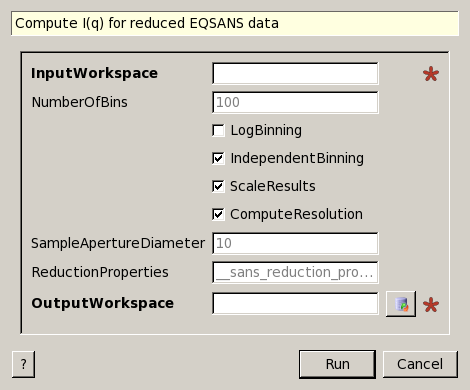 Compute I(q) for reduced EQSANS data
InputWorkspace
NumberOfBins 100
LogBinning
IndependentBinning
ScaleResults
ComputeResolution
SampleApertureDiameter 10
ReductionProperties __sans_reduction_pro...
OutputWorkspace
? Run Cancel